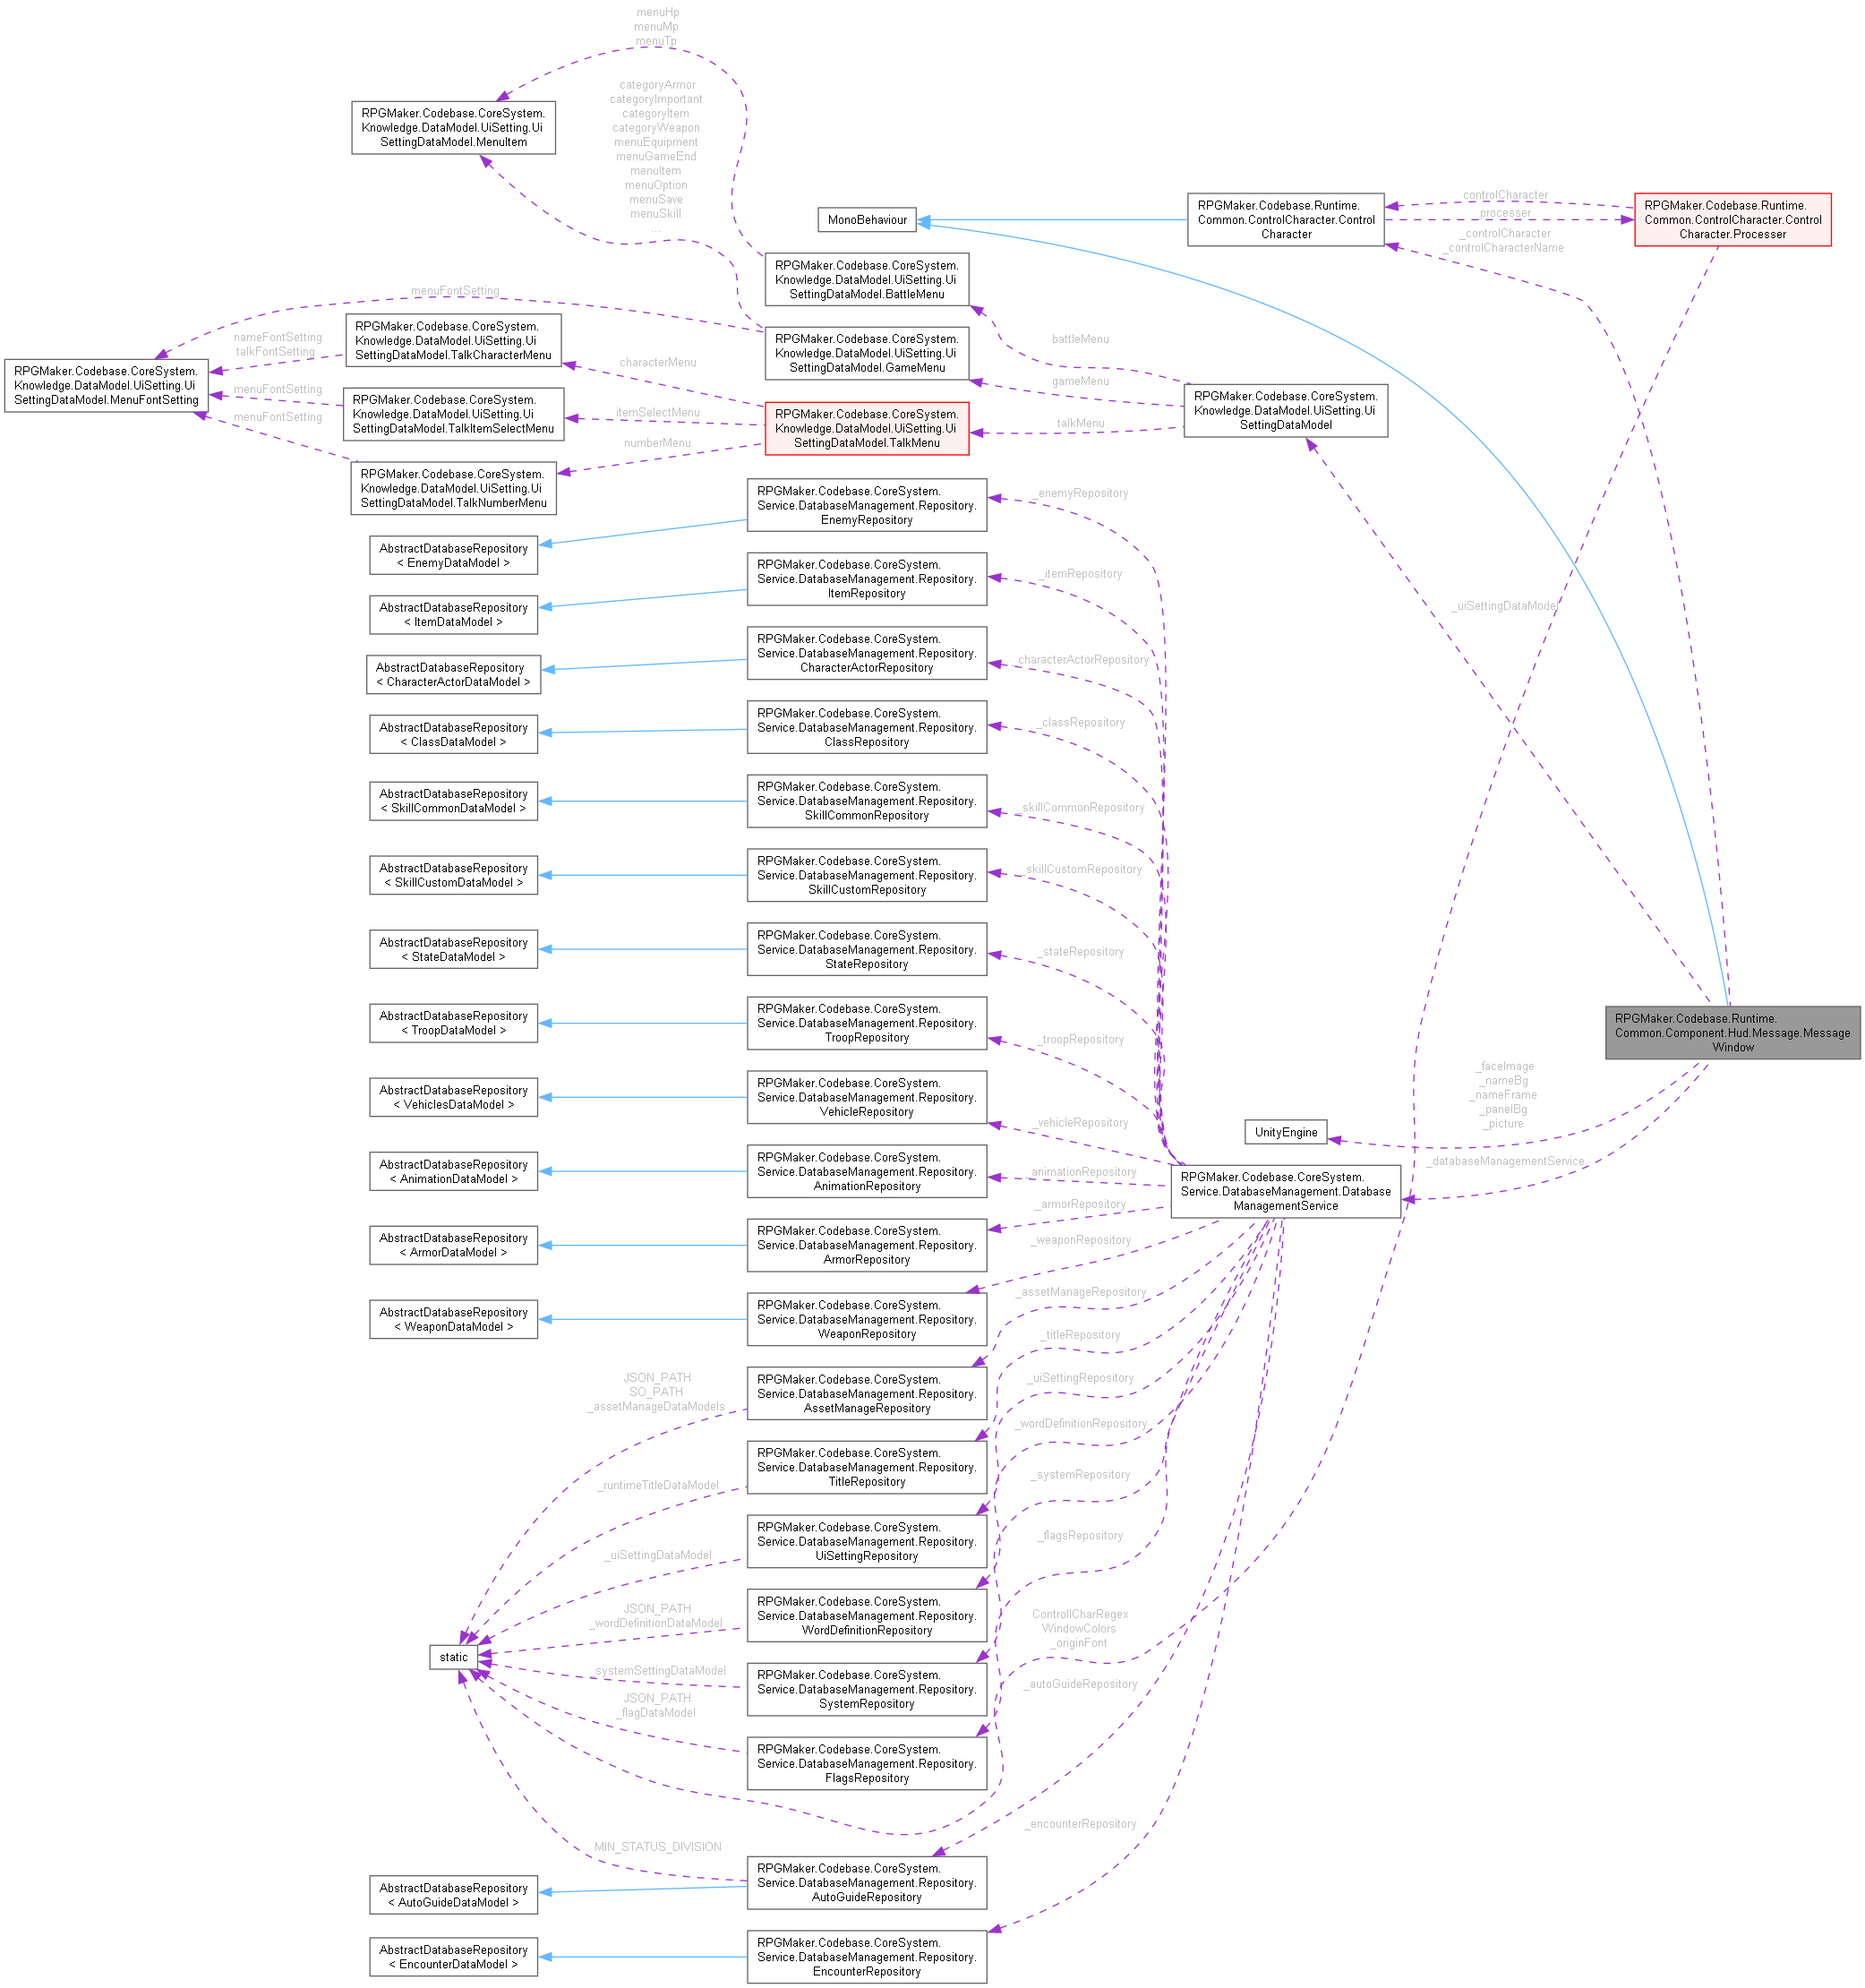 menuHp
menuMp
menuTp
categoryArmor
categoryImportant
categoryItem
categoryWeapon
menuEquipment
menuGameEnd
menuItem
menuOption
menuSave
menuSkill
...
RPGMaker.Codebase.CoreSystem.
Knowledge.DataModel.UiSetting.Ui
SettingDataModel.MenuItem
MonoBehaviour
RPGMaker.Codebase.Runtime.
Common.ControlCharacter.Control
Character
controlCharacter
processer
RPGMaker.Codebase.Runtime.
Common.ControlCharacter.Control
Character.Processer
_controlCharacter
_controlCharacterName
RPGMaker.Codebase.CoreSystem.
Knowledge.DataModel.UiSetting.Ui
SettingDataModel.BattleMenu
menuFontSetting
RPGMaker.Codebase.CoreSystem.
Knowledge.DataModel.UiSetting.Ui
SettingDataModel.TalkCharacterMenu
nameFontSetting
talkFontSetting
RPGMaker.Codebase.CoreSystem.
Knowledge.DataModel.UiSetting.Ui
SettingDataModel.GameMenu
battleMenu
gameMenu
talkMenu
RPGMaker.Codebase.CoreSystem.
Knowledge.DataModel.UiSetting.Ui
SettingDataModel.MenuFontSetting
menuFontSetting
menuFontSetting
RPGMaker.Codebase.CoreSystem.
Knowledge.DataModel.UiSetting.Ui
SettingDataModel.TalkItemSelectMenu
characterMenu
itemSelectMenu
numberMenu
RPGMaker.Codebase.CoreSystem.
Knowledge.DataModel.UiSetting.Ui
SettingDataModel.TalkMenu
RPGMaker.Codebase.CoreSystem.
Knowledge.DataModel.UiSetting.Ui
SettingDataModel
RPGMaker.Codebase.CoreSystem.
Knowledge.DataModel.UiSetting.Ui
SettingDataModel.TalkNumberMenu
RPGMaker.Codebase.CoreSystem.
Service.DatabaseManagement.Repository.
EnemyRepository
_enemyRepository
AbstractDatabaseRepository
< EnemyDataModel >
RPGMaker.Codebase.CoreSystem.
Service.DatabaseManagement.Repository.
ItemRepository
_itemRepository
AbstractDatabaseRepository
< ItemDataModel >
_uiSettingDataModel
RPGMaker.Codebase.CoreSystem.
Service.DatabaseManagement.Repository.
CharacterActorRepository
_characterActorRepository
AbstractDatabaseRepository
< CharacterActorDataModel >
RPGMaker.Codebase.CoreSystem.
Service.DatabaseManagement.Repository.
ClassRepository
_classRepository
AbstractDatabaseRepository
< ClassDataModel >
RPGMaker.Codebase.CoreSystem.
Service.DatabaseManagement.Repository.
SkillCommonRepository
_skillCommonRepository
AbstractDatabaseRepository
< SkillCommonDataModel >
RPGMaker.Codebase.CoreSystem.
Service.DatabaseManagement.Repository.
SkillCustomRepository
_skillCustomRepository
AbstractDatabaseRepository
< SkillCustomDataModel >
RPGMaker.Codebase.CoreSystem.
Service.DatabaseManagement.Repository.
StateRepository
_stateRepository
AbstractDatabaseRepository
< StateDataModel >
RPGMaker.Codebase.CoreSystem.
Service.DatabaseManagement.Repository.
TroopRepository
_troopRepository
AbstractDatabaseRepository
< TroopDataModel >
RPGMaker.Codebase.Runtime.
Common.Component.Hud.Message.Message
Window
_faceImage
_nameBg
_nameFrame
_panelBg
_picture
RPGMaker.Codebase.CoreSystem.
Service.DatabaseManagement.Repository.
VehicleRepository
_vehicleRepository
AbstractDatabaseRepository
< VehiclesDataModel >
UnityEngine
_databaseManagementService
RPGMaker.Codebase.CoreSystem.
Service.DatabaseManagement.Repository.
AnimationRepository
_animationRepository
AbstractDatabaseRepository
< AnimationDataModel >
RPGMaker.Codebase.CoreSystem.
Service.DatabaseManagement.Database
ManagementService
_armorRepository
RPGMaker.Codebase.CoreSystem.
Service.DatabaseManagement.Repository.
ArmorRepository
AbstractDatabaseRepository
< ArmorDataModel >
_weaponRepository
RPGMaker.Codebase.CoreSystem.
Service.DatabaseManagement.Repository.
WeaponRepository
AbstractDatabaseRepository
< WeaponDataModel >
_assetManageRepository
_titleRepository
JSON_PATH
SO_PATH
_assetManageDataModels
RPGMaker.Codebase.CoreSystem.
Service.DatabaseManagement.Repository.
AssetManageRepository
_uiSettingRepository
_wordDefinitionRepository
_runtimeTitleDataModel
RPGMaker.Codebase.CoreSystem.
Service.DatabaseManagement.Repository.
TitleRepository
_systemRepository
_uiSettingDataModel
RPGMaker.Codebase.CoreSystem.
Service.DatabaseManagement.Repository.
UiSettingRepository
_flagsRepository
JSON_PATH
_wordDefinitionDataModel
RPGMaker.Codebase.CoreSystem.
Service.DatabaseManagement.Repository.
WordDefinitionRepository
ControllCharRegex
WindowColors
_originFont
static
_systemSettingDataModel
RPGMaker.Codebase.CoreSystem.
Service.DatabaseManagement.Repository.
SystemRepository
_autoGuideRepository
JSON_PATH
_flagDataModel
RPGMaker.Codebase.CoreSystem.
Service.DatabaseManagement.Repository.
FlagsRepository
_encounterRepository
MIN_STATUS_DIVISION
RPGMaker.Codebase.CoreSystem.
Service.DatabaseManagement.Repository.
AutoGuideRepository
AbstractDatabaseRepository
< AutoGuideDataModel >
RPGMaker.Codebase.CoreSystem.
Service.DatabaseManagement.Repository.
EncounterRepository
AbstractDatabaseRepository
< EncounterDataModel >